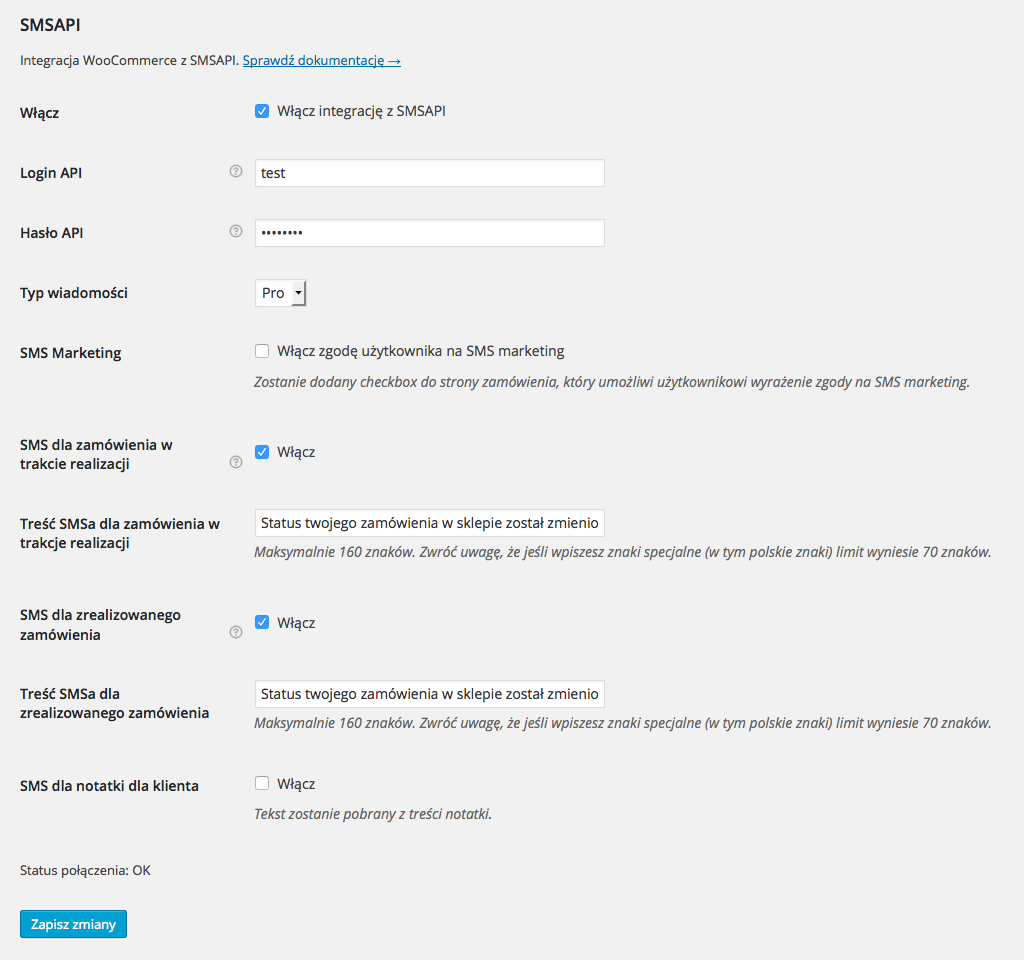 SMSAPI
Integracja WooCommerce z SMSAPI. Sprawdź dokumentację →
Włącz
Włącz integrację z SMSAPI
Login API
?
test
Hasło API
?
••••••••
Typ wiadomości
Pro
SMS Marketing
Włącz zgodę użytkownika na SMS marketing
Zostanie dodany checkbox do strony zamówienia, który umożliwi użytkownikowi wyrażenie zgody na SMS marketing.
SMS dla zamówienia w
trakcie realizacji
?
Włącz
Treść SMSa dla zamówienia w
trakcje realizacji
Status twojego zamówienia w sklepie został zmienio
Maksymalnie 160 znaków. Zwróć uwagę, że jeśli wpiszesz znaki specjalne (w tym polskie znaki) limit wyniesie 70 znaków.
SMS dla zrealizowanego
zamówienia
?
Włącz
Treść SMSa dla
zrealizowanego zamówienia
Status twojego zamówienia w sklepie został zmienio
Maksymalnie 160 znaków. Zwróć uwagę, że jeśli wpiszesz znaki specjalne (w tym polskie znaki) limit wyniesie 70 znaków.
SMS dla notatki dla klienta
Włącz
Tekst zostanie pobrany z treści notatki.
Status połączenia: OK
Zapisz zmiany